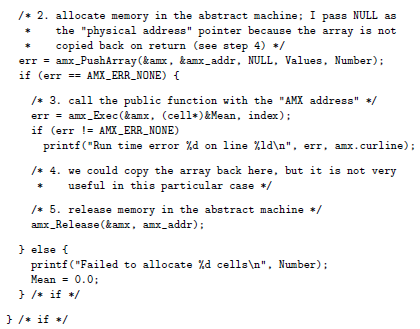 /* 2. allocate memory in the abstract machine; I pass NULL as
*    the "physical address" pointer because the array is not
*    copied back on return (see step 4) */
err = amx_PushArray(&amx, &amx_addr, NULL, Values, Number);
if (err == AMX_ERR_NONE) {
/* 3. call the public function with the "AMX address" */
err = amx_Exec(&amx, (cell*)&Mean, index);
if (err != AMX_ERR_NONE)
printf("Run time error %d on line %ld\n", err, amx.curline);
/* 4. we could copy the array back here, but it is not very
*    useful in this particular case */
/* 5. release memory in the abstract machine */
amx_Release(&amx, amx_addr);
} else {
printf("Failed to allocate %d cells\n", Number);
Mean = 0.0;
} /* if */
} /* if */